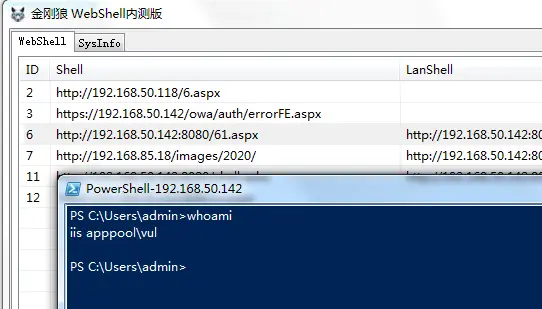 金刚狼 WebShell内测版
WebShell SysInfo
ID Shell LanShell
2 http://192.168.50.118/6.aspx
3 https://192.168.50.142/owa/auth/errorFE.aspx
6 http://192.168.50.142:8080/61.aspx http://192.168.50.142:80
7 http://192.168.85.18/images/2020/ http://192.168.50.142:80
11
12
PowerShell-192.168.50.142
PS C:\Users\admin>whoami
iis apppool\vul
PS C:\Users\admin>